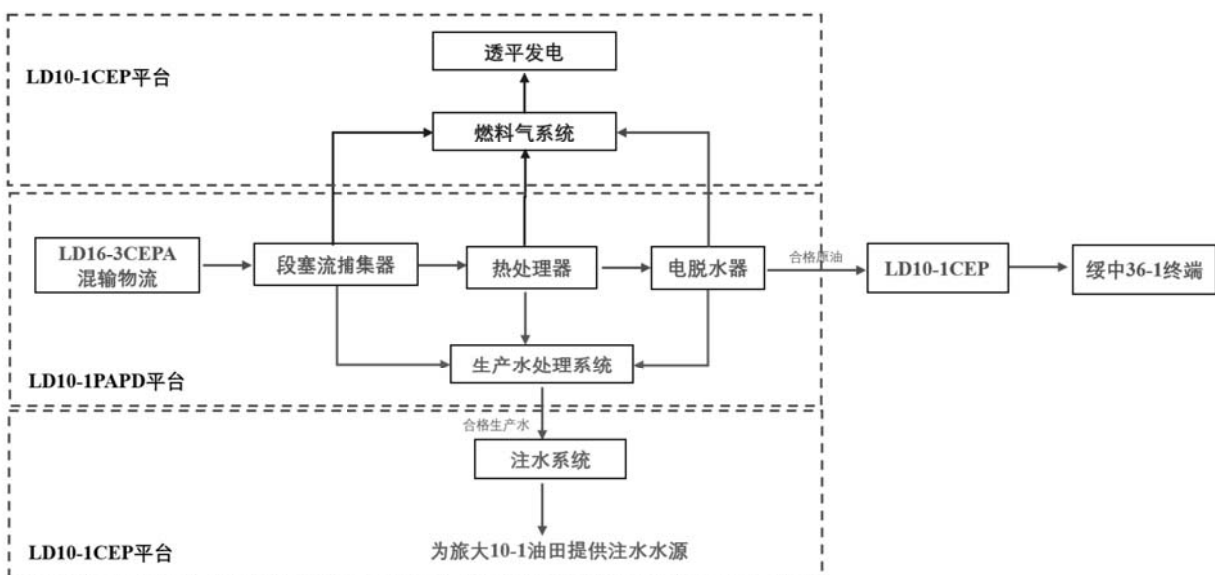 透平发电
LD10-1CEP平台
燃料气系统
LD16-3CEPA
混输物流
段塞流捕集器
热处理器
电脱水器
合格原油
LD10-1CEP
绥中36-1终端
生产水处理系统
LD10-1PAPD平台
合格生产水
注水系统
为旅大10-1油田提供注水水源
LD10-1CEP平台